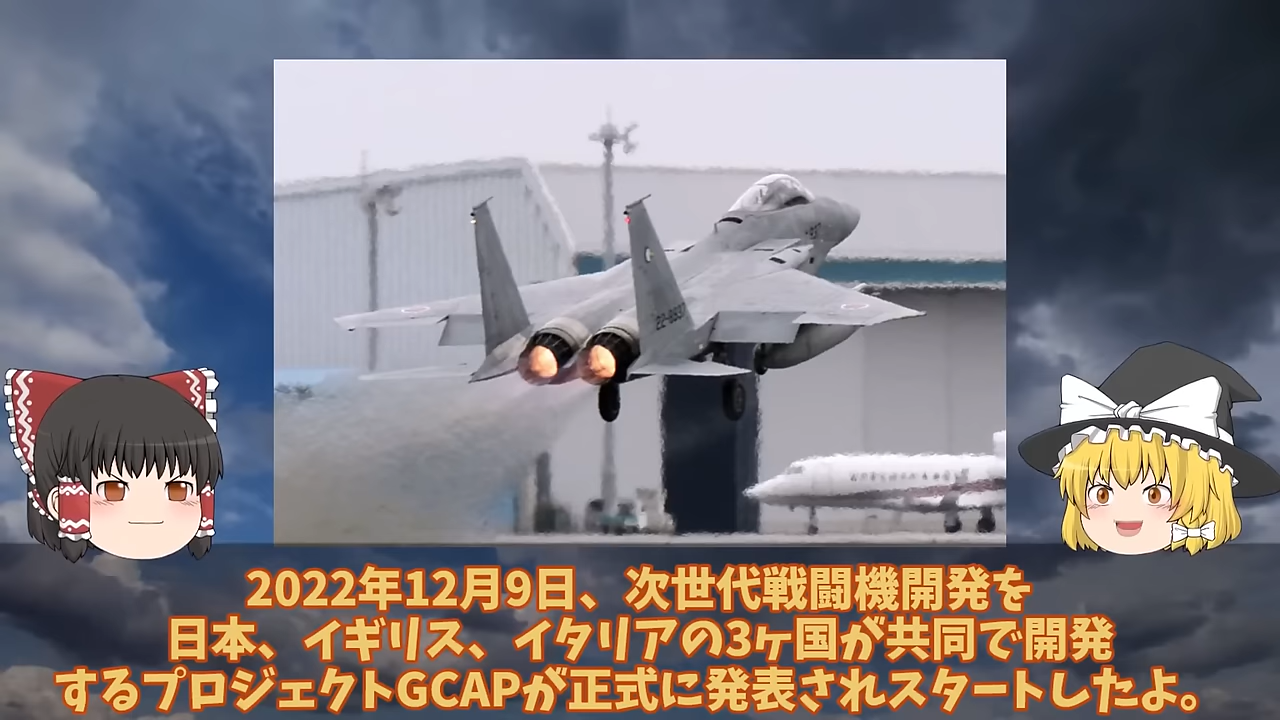 22-8937
2022年12月9日、次世代戦闘機開発を
日本、イギリス、イタリアの3ヶ国が共同で開発
するプロジェクトGCAPが正式に発表されスタートしたよ。